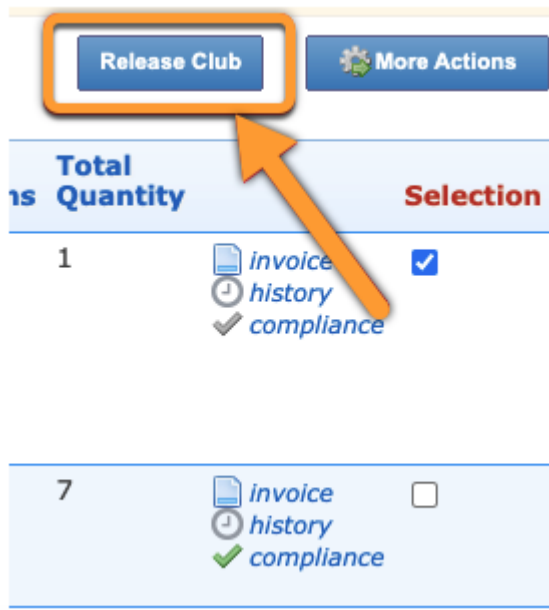 Release Club
More Actions
Total
ns Quantity
Selection
1
invoice
history
compliance
7
invoice
history
compliance